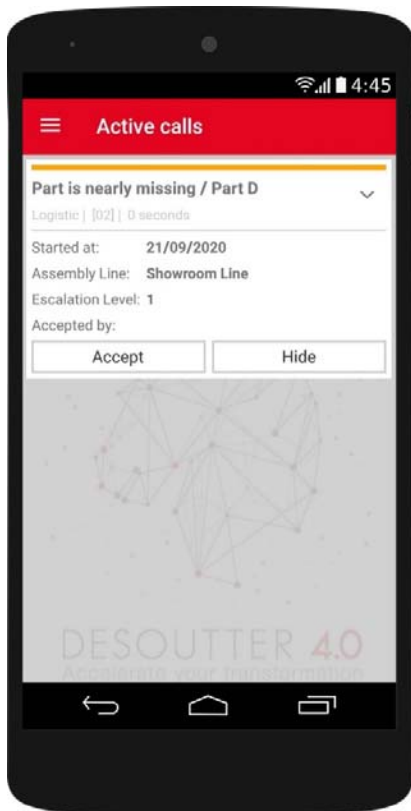 4:45
Active calls
Part is nearly missing / Part D
Logistic | [02] | 0 seconds
Started at: 21/09/2020
Assembly Line: Showroom Line
Escalation Level: 1
Accepted by:
Accept Hide
DESOUTTER 4.0
Accelerate your transformation